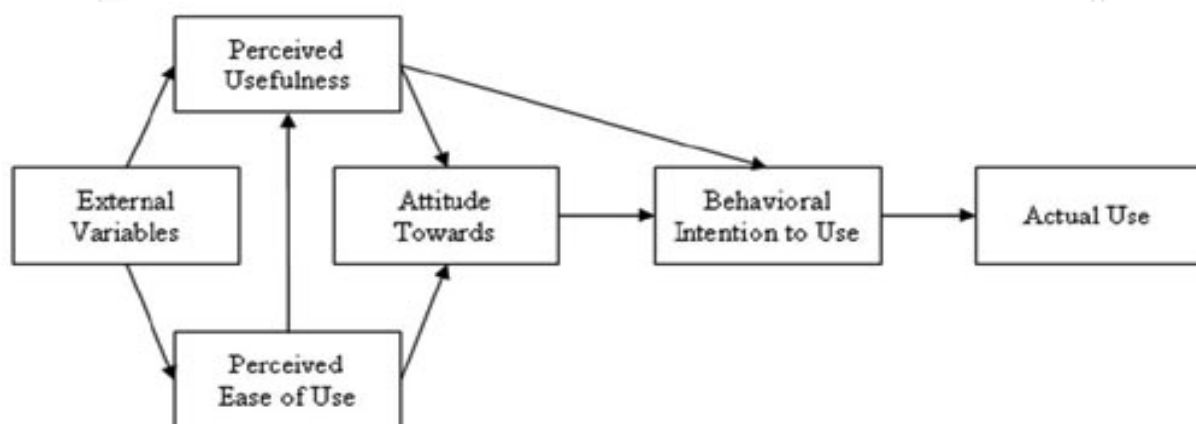 Perceived
Usefulness
External
Variables
Attitude
Towards
Behavioral
Intention to Use
Actual Use
Perceived
Ease of Use